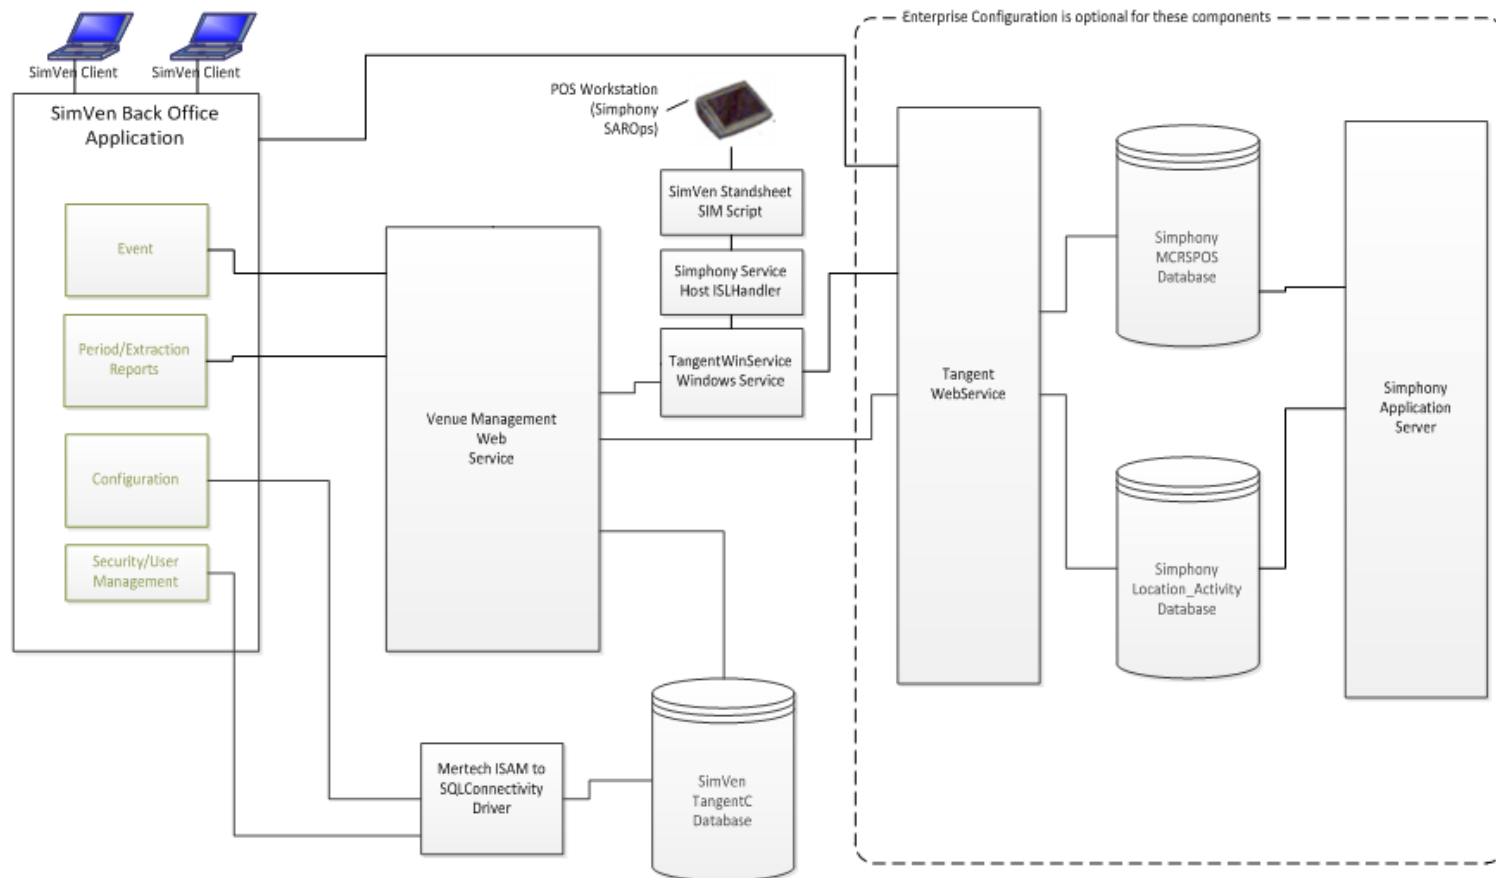 Enterprise Configuration is optional for these components
SimVen Client
SimVen Client
SimVen Back Office
Application
Event
Period/Extraction
Reports
Configuration
Security/User
Management
Venue Management
Web
Service
POS Workstation
(Simphony
SAROps)
SimVen Standsheet
SIM Script
Simphony Service
Host ISLHandler
TangentWinService
Windows Service
Tangent
WebService
Simphony
MCRSPOS
Database
Simphony
Location_Activity
Database
Simphony
Application
Server
Mertech ISAM to
SQLConnectivity
Driver
SimVen
TangentC
Database